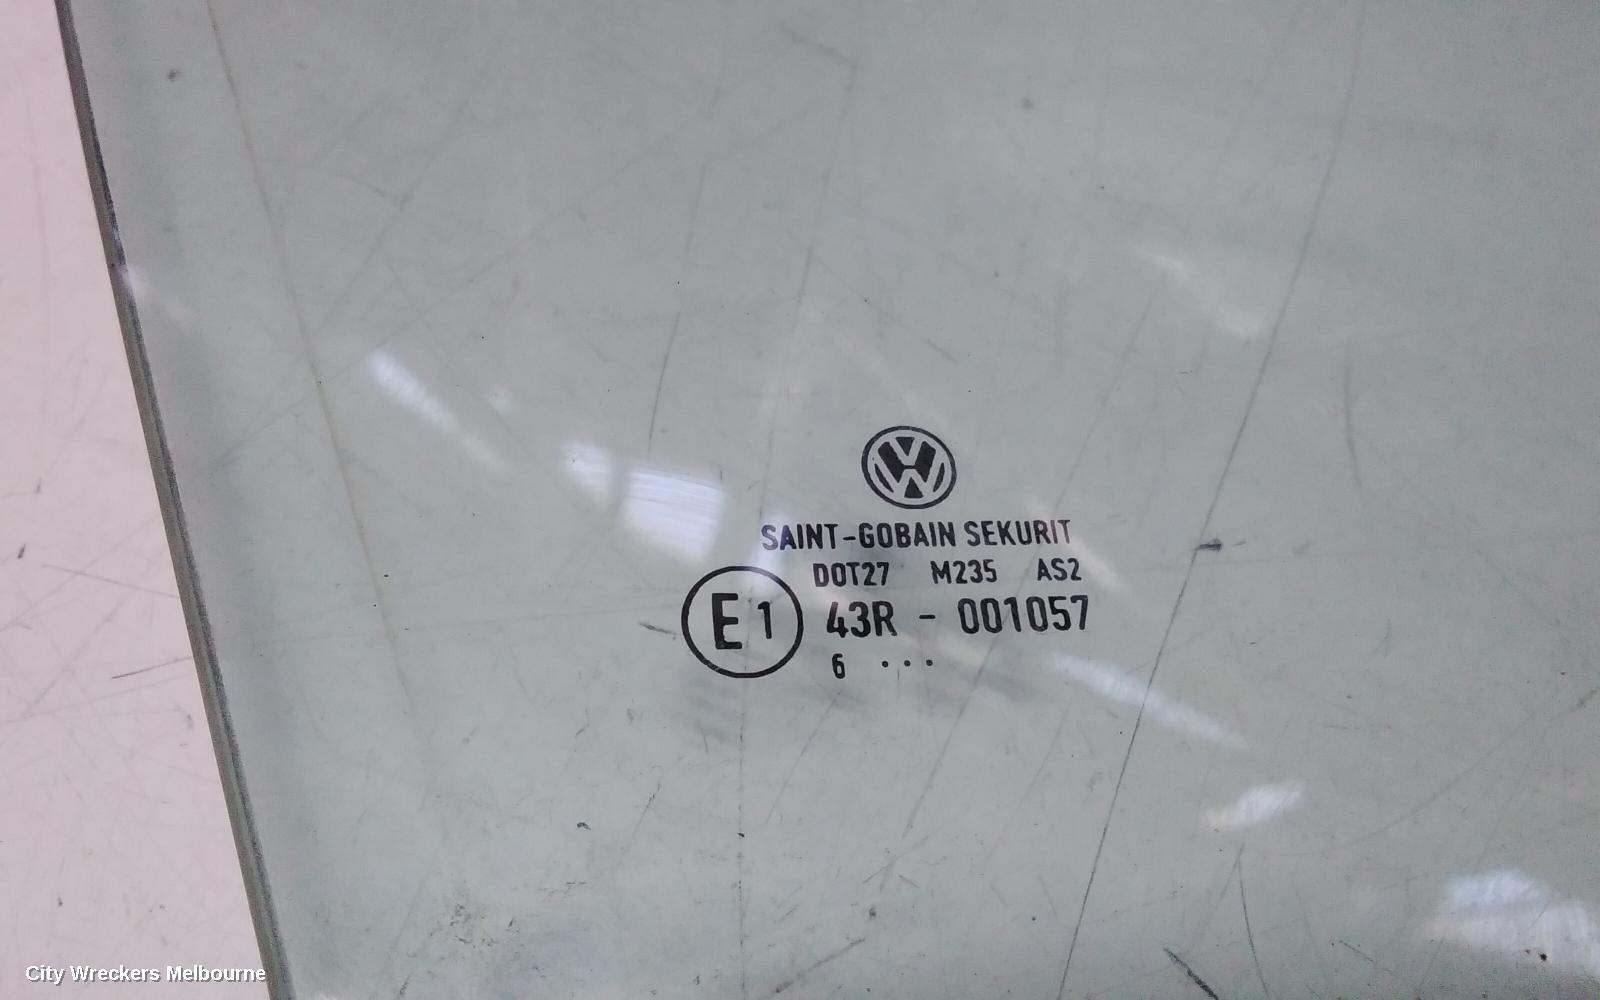 SAINT-GOBAIN SEKURIT
DOT27 M235 AS2
E1 43R - 001057
6 ...
City Wreckers Melbourne